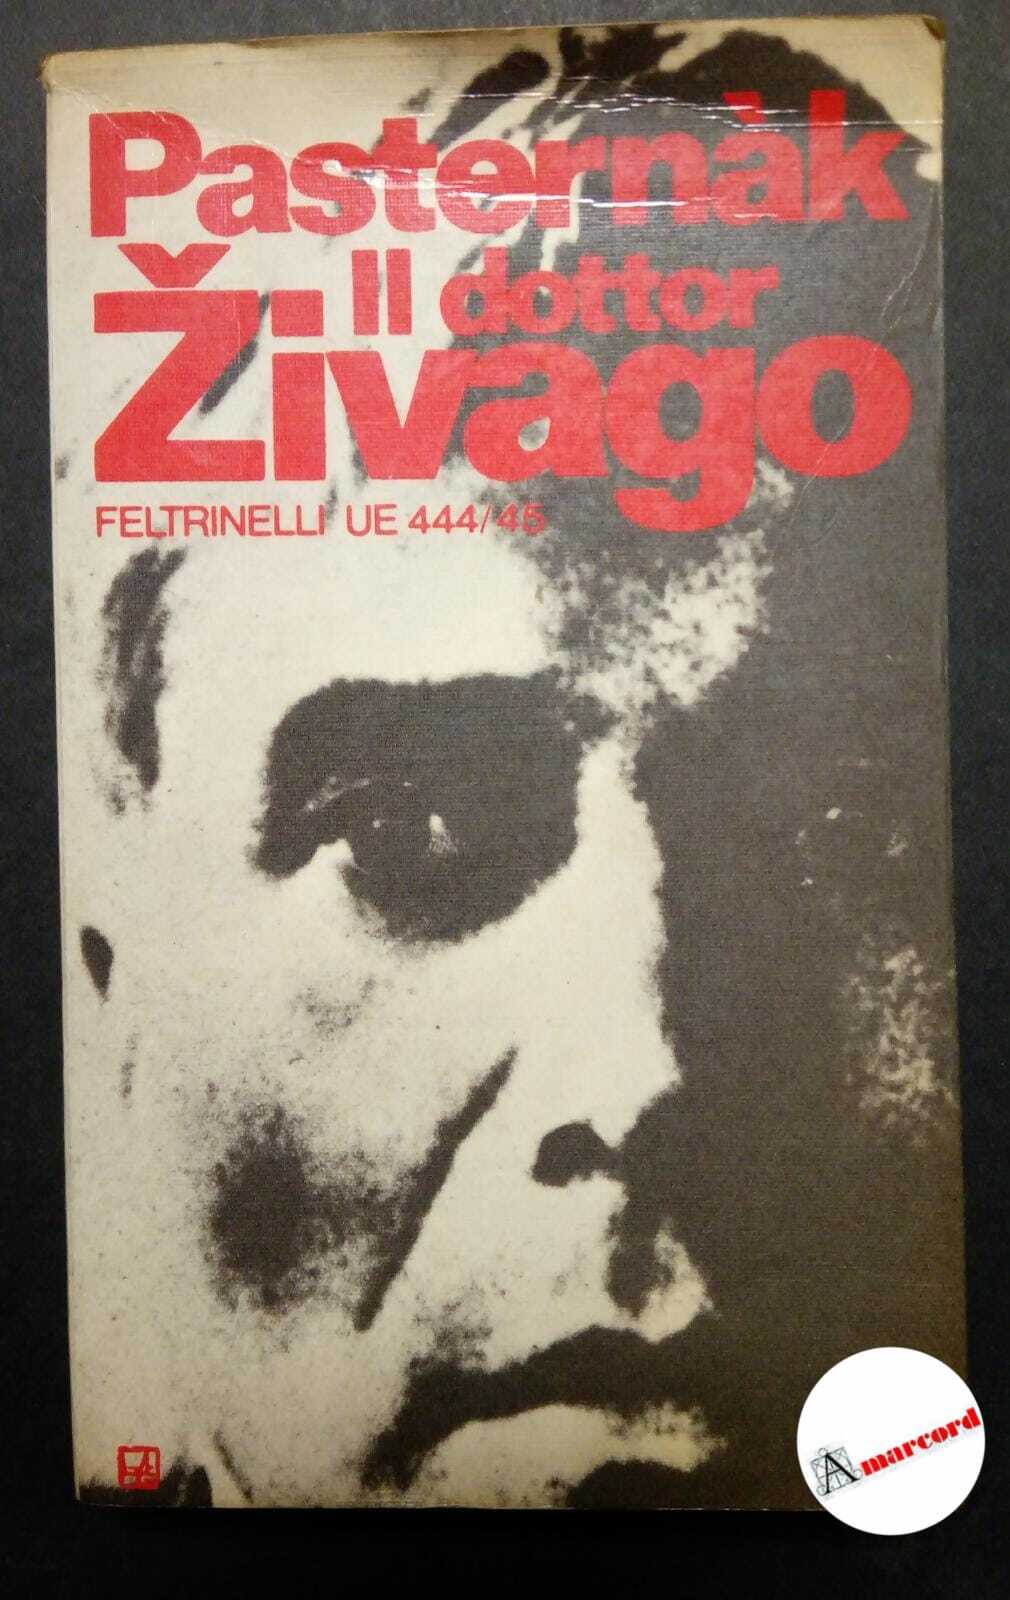 Pasternàk
Il dottor
Živago
FELTRINELLI UE 444/45
Amarcord